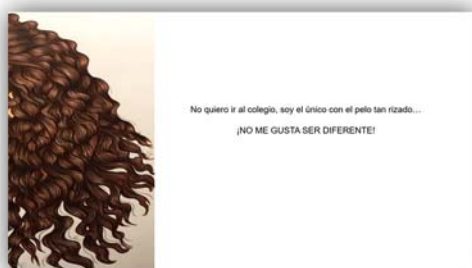 No quiero ir al colegio, soy el único con el pelo tan rizado…
¡NO ME GUSTA SER DIFERENTE!